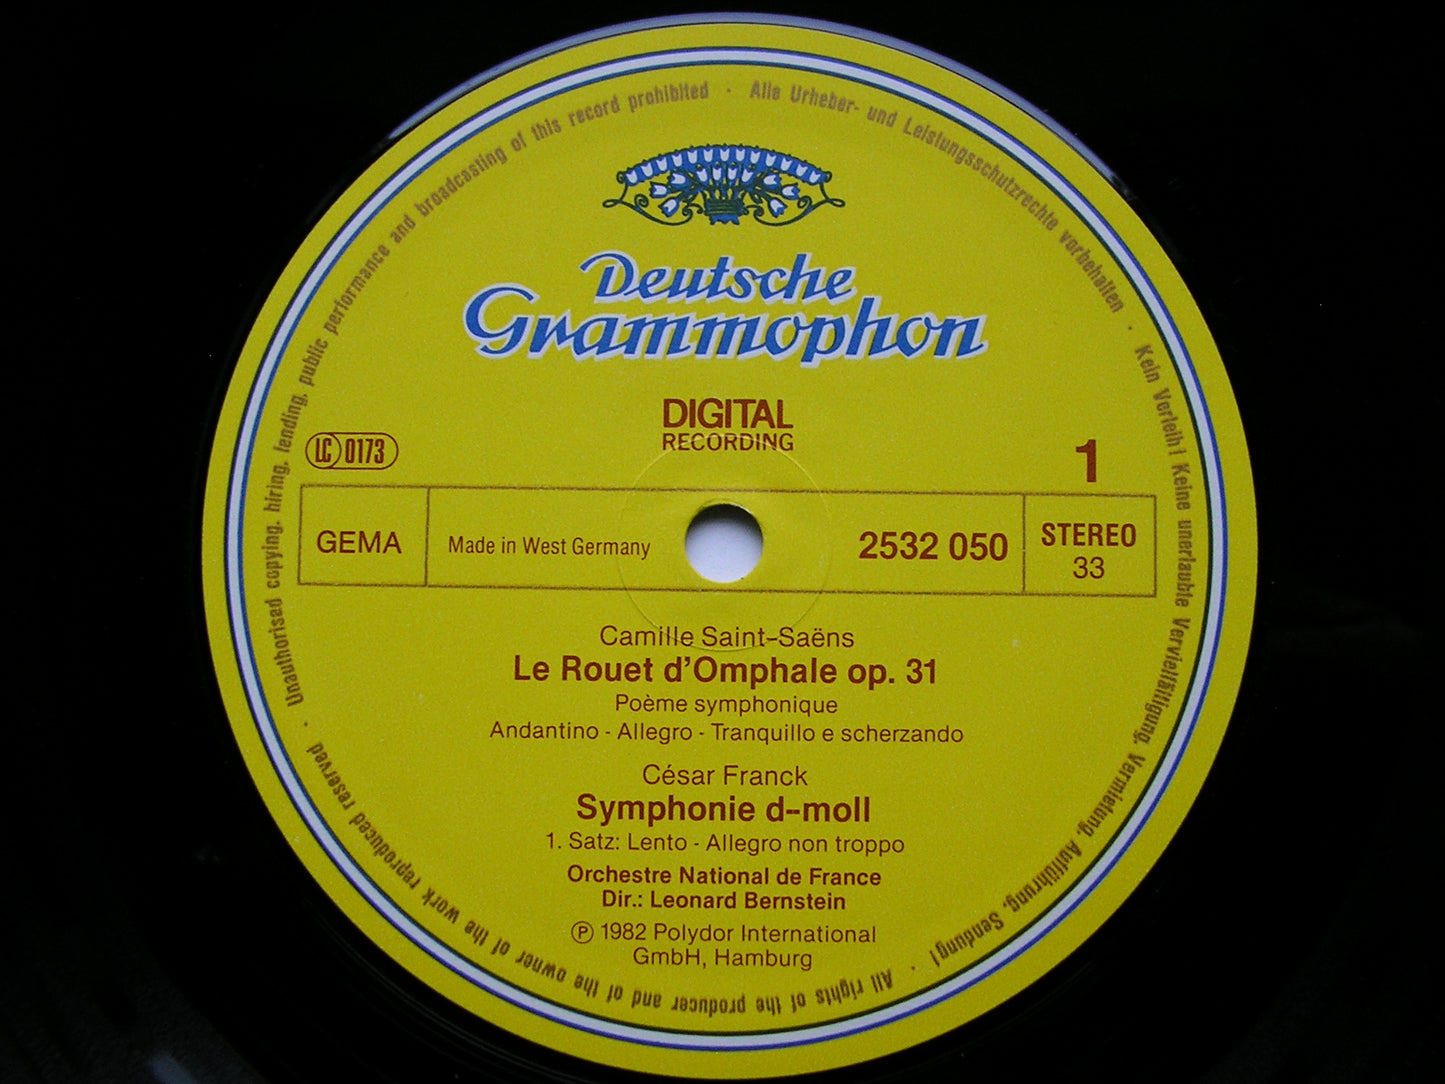 Deutsche
Grammophon
DIGITAL
RECORDING
LC 0173
1
GEMA
Made in West Germany
2532 050
STEREO
33
Camille Saint-Saëns
Le Rouet d'Omphale op. 31
Poème symphonique
Andantino - Allegro - Tranquillo e scherzando
César Franck
Symphonie d-moll
1. Satz: Lento - Allegro non troppo
Orchestre National de France
Dir.: Leonard Bernstein
℗ 1982 Polydor International
GmbH, Hamburg
Alle Urheber- und Leistungsschutzrechte vorbehalten · Kein Verleih! Keine unerlaubte Vervielfältigung, Vermietung, Aufführung, Sendung! · All rights of the producer and of the owner of the work reproduced reserved · Unauthorised copying, hiring, lending, public performance and broadcasting of this record prohibited ·